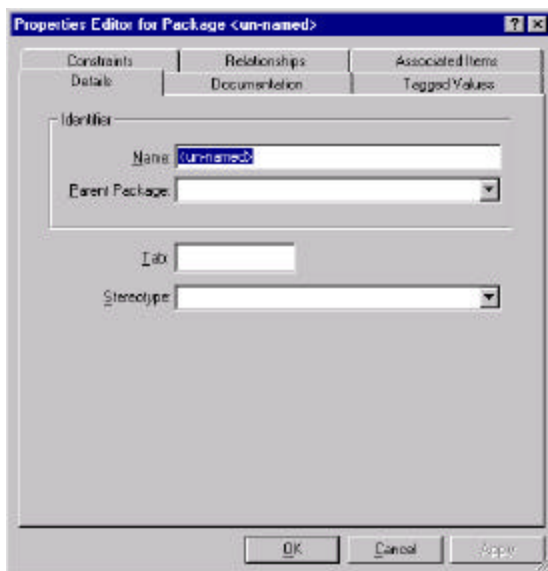 Properties Editor for Package <un-named>
Constraints Relationships Associated Items
Details Documentation Tagged Values
Identifier
Name: <un-named>
Parent Package:
Tab:
Stereotype:
OK Cancel Apply